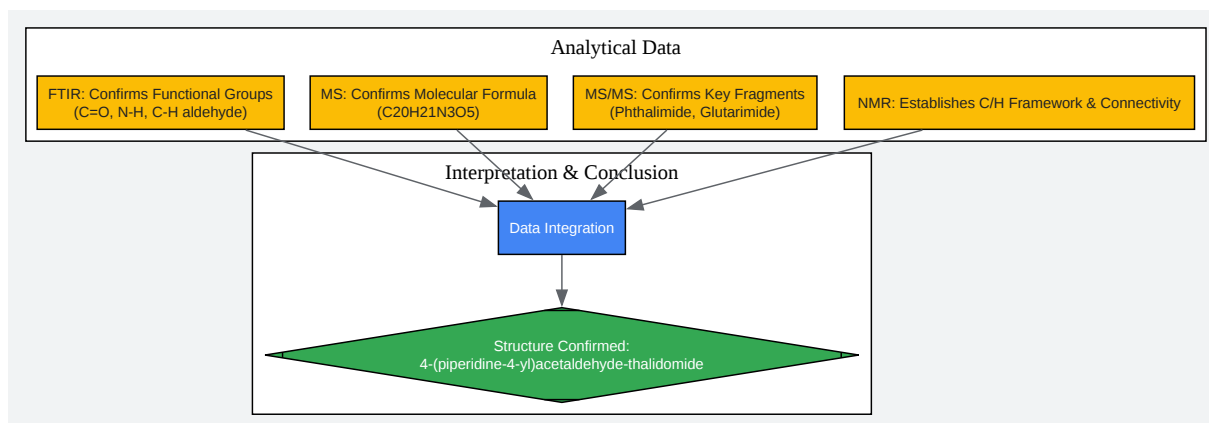 Analytical Data
FTIR: Confirms Functional Groups
(C=O, N-H, C-H aldehyde)
MS: Confirms Molecular Formula
(C20H21N3O5)
MS/MS: Confirms Key Fragments
(Phthalimide, Glutarimide)
NMR: Establishes C/H Framework & Connectivity
Interpretation & Conclusion
Data Integration
Structure Confirmed:
4-(piperidine-4-yl)acetaldehyde-thalidomide